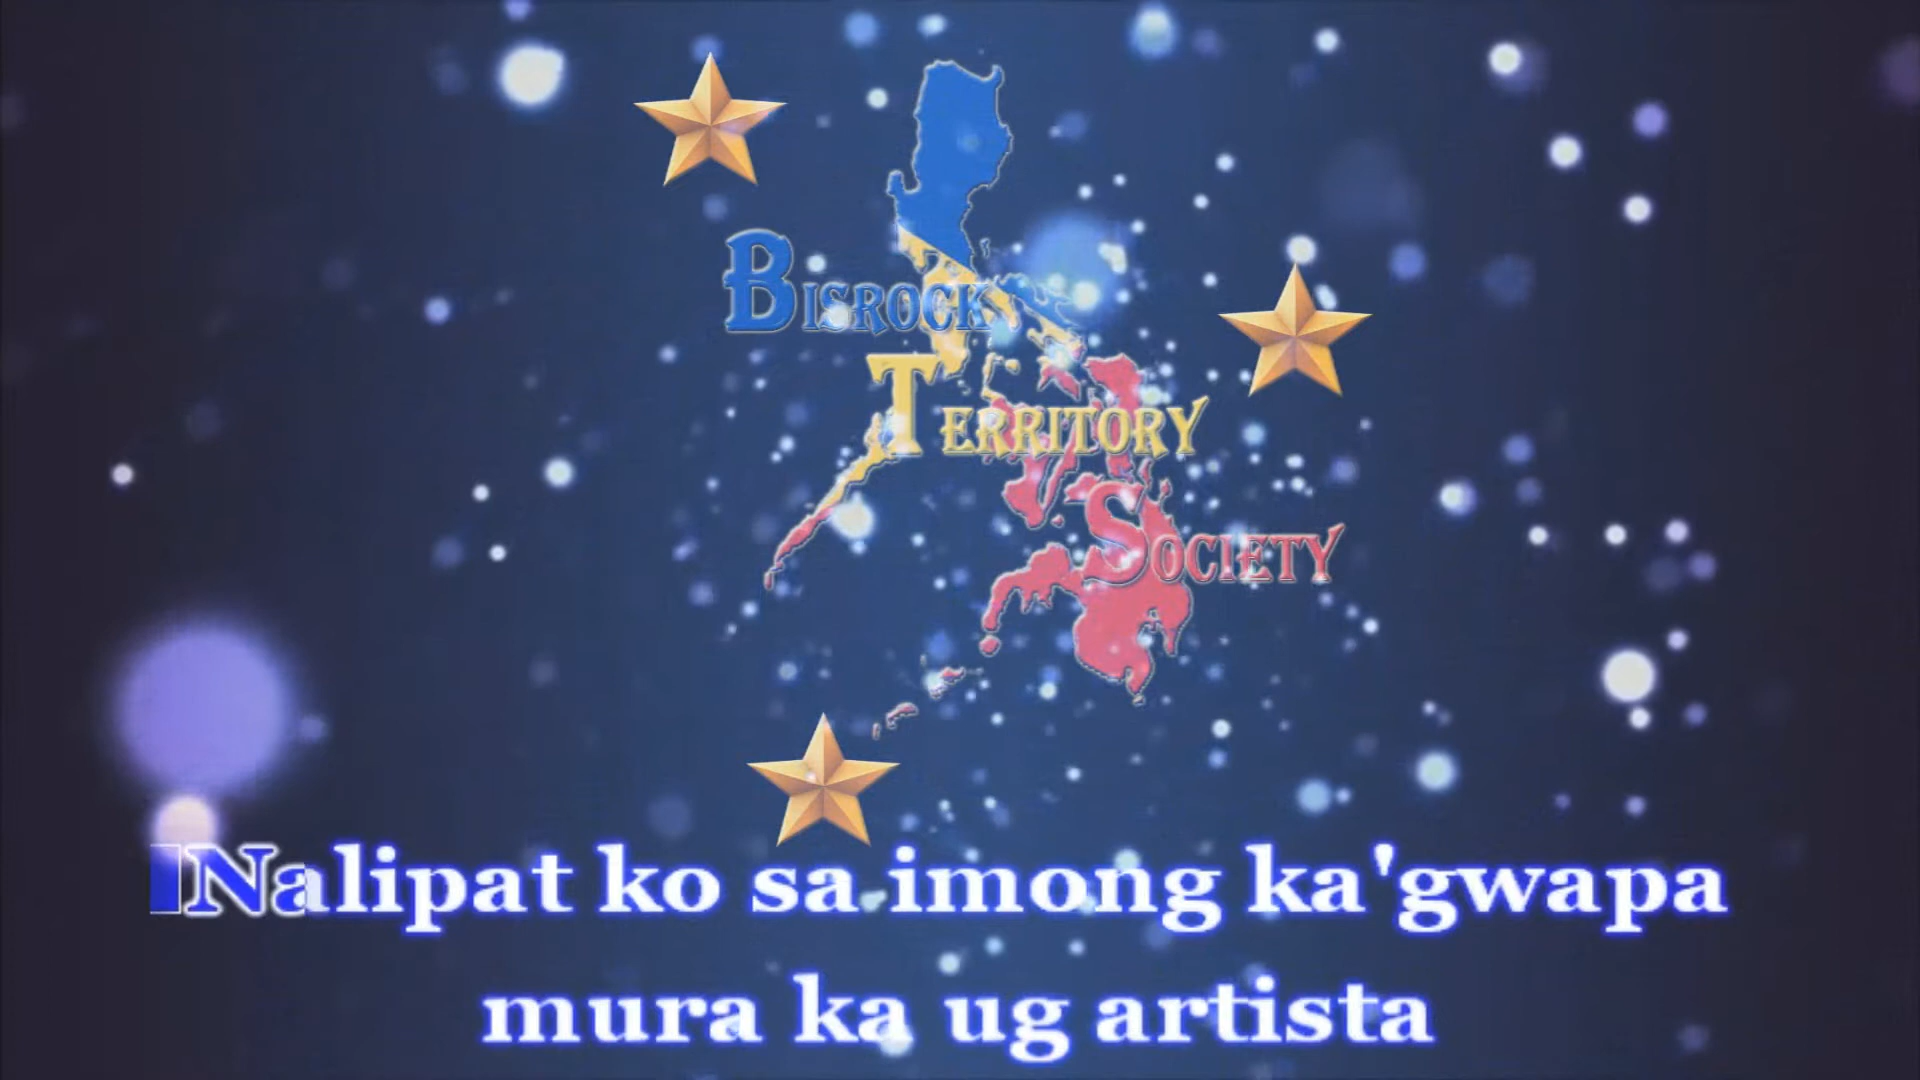 Bisrock
Territory
Society
Nalipat ko sa imong ka'gwapa
mura ka ug artista